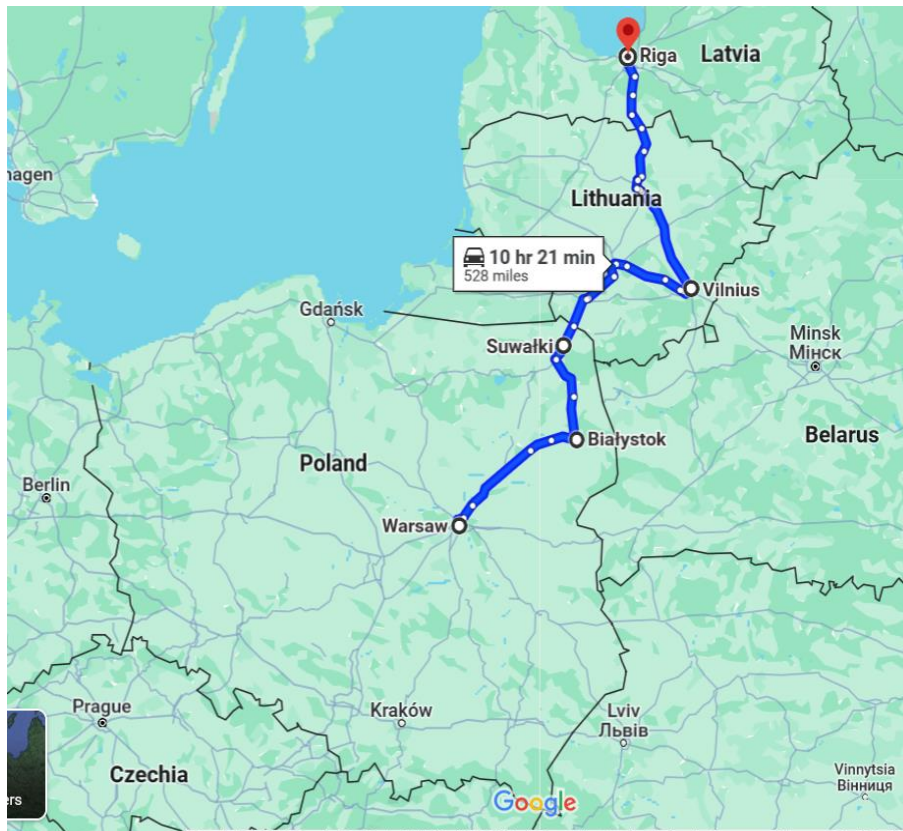 Riga
Latvia
hagen
Lithuania
10 hr 21 min
528 miles
Vilnius
Gdańsk
Minsk
Мінск
Suwałki
Białystok
Belarus
Poland
Berlin
Warsaw
Prague
Kraków
Lviv
Львів
Czechia
Vinnytsia
Вінниця
ers
Google